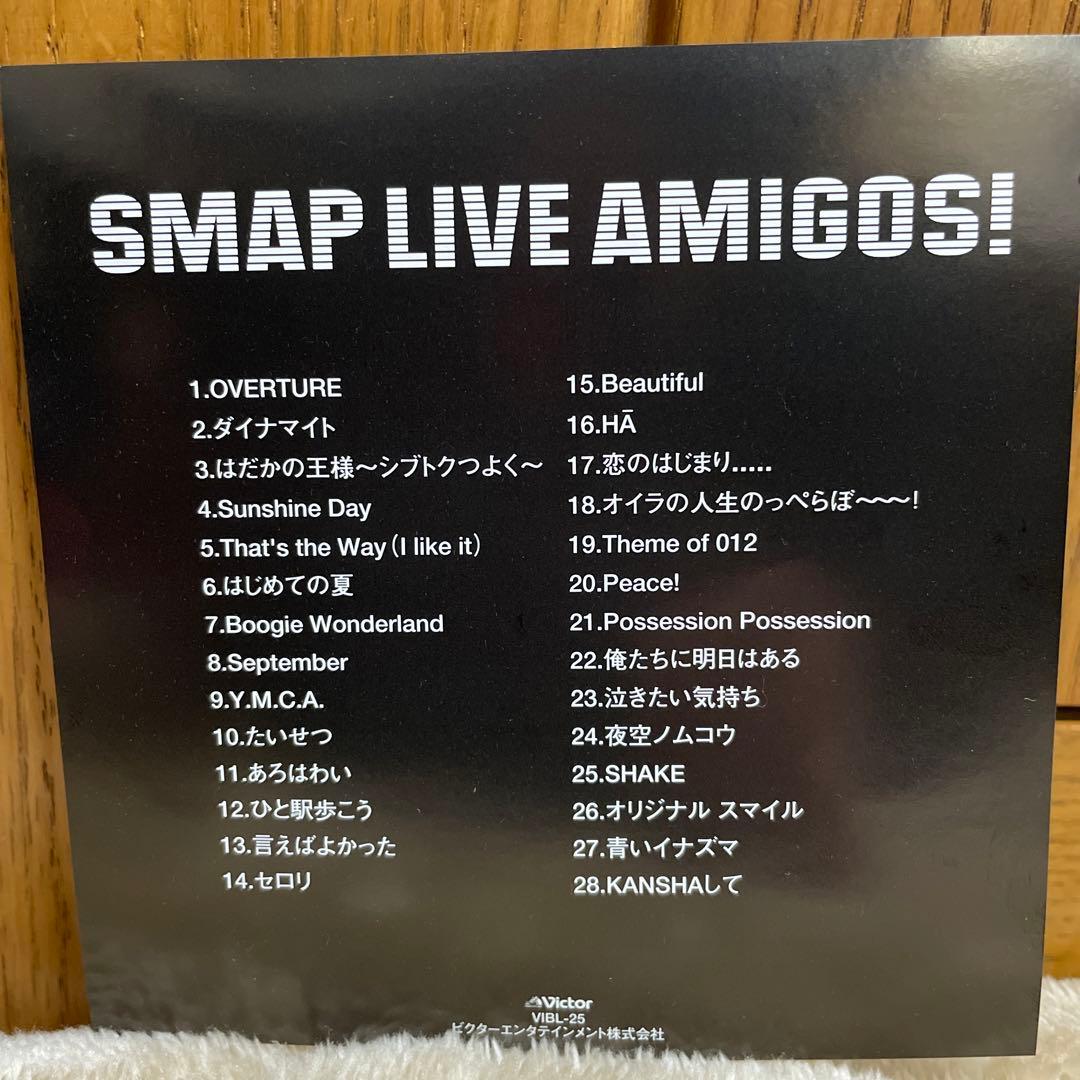 SMAP LIVE AMIGOS!
1.OVERTURE
2.ダイナマイト
3.はだかの王様〜シブトクつよく〜
4.Sunshine Day
5.That's the Way(I like it)
6.はじめての夏
7.Boogie Wonderland
8.September
9.Y.M.C.A.
10.たいせつ
11.あろはわい
12.ひと駅歩こう
13.言えばよかった
14.セロリ
15.Beautiful
16.HĀ
17.恋のはじまり.....
18.オイラの人生のっぺらぼ〜〜〜!
19.Theme of 012
20.Peace!
21.Possession Possession
22.俺たちに明日はある
23.泣きたい気持ち
24.夜空ノムコウ
25.SHAKE
26.オリジナル スマイル
27.青いイナズマ
28.KANSHAして
Victor
VIBL-25
ビクターエンタテインメント株式会社